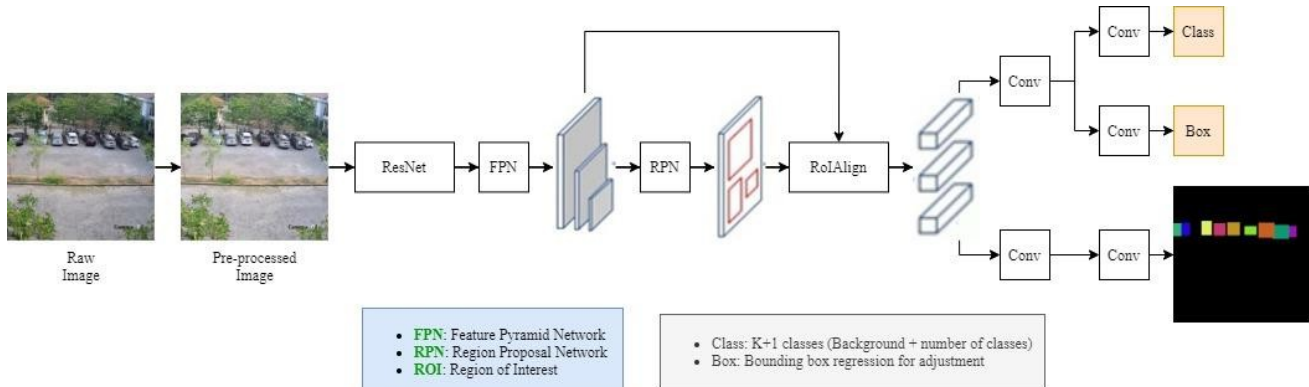 Raw
Image
Pre-processed
Image
ResNet
FPN
RPN
RoIAlign
Conv
Conv
Class
Conv
Box
Conv
Conv
• FPN: Feature Pyramid Network
• RPN: Region Proposal Network
• ROI: Region of Interest
• Class: K+1 classes (Background + number of classes)
• Box: Bounding box regression for adjustment